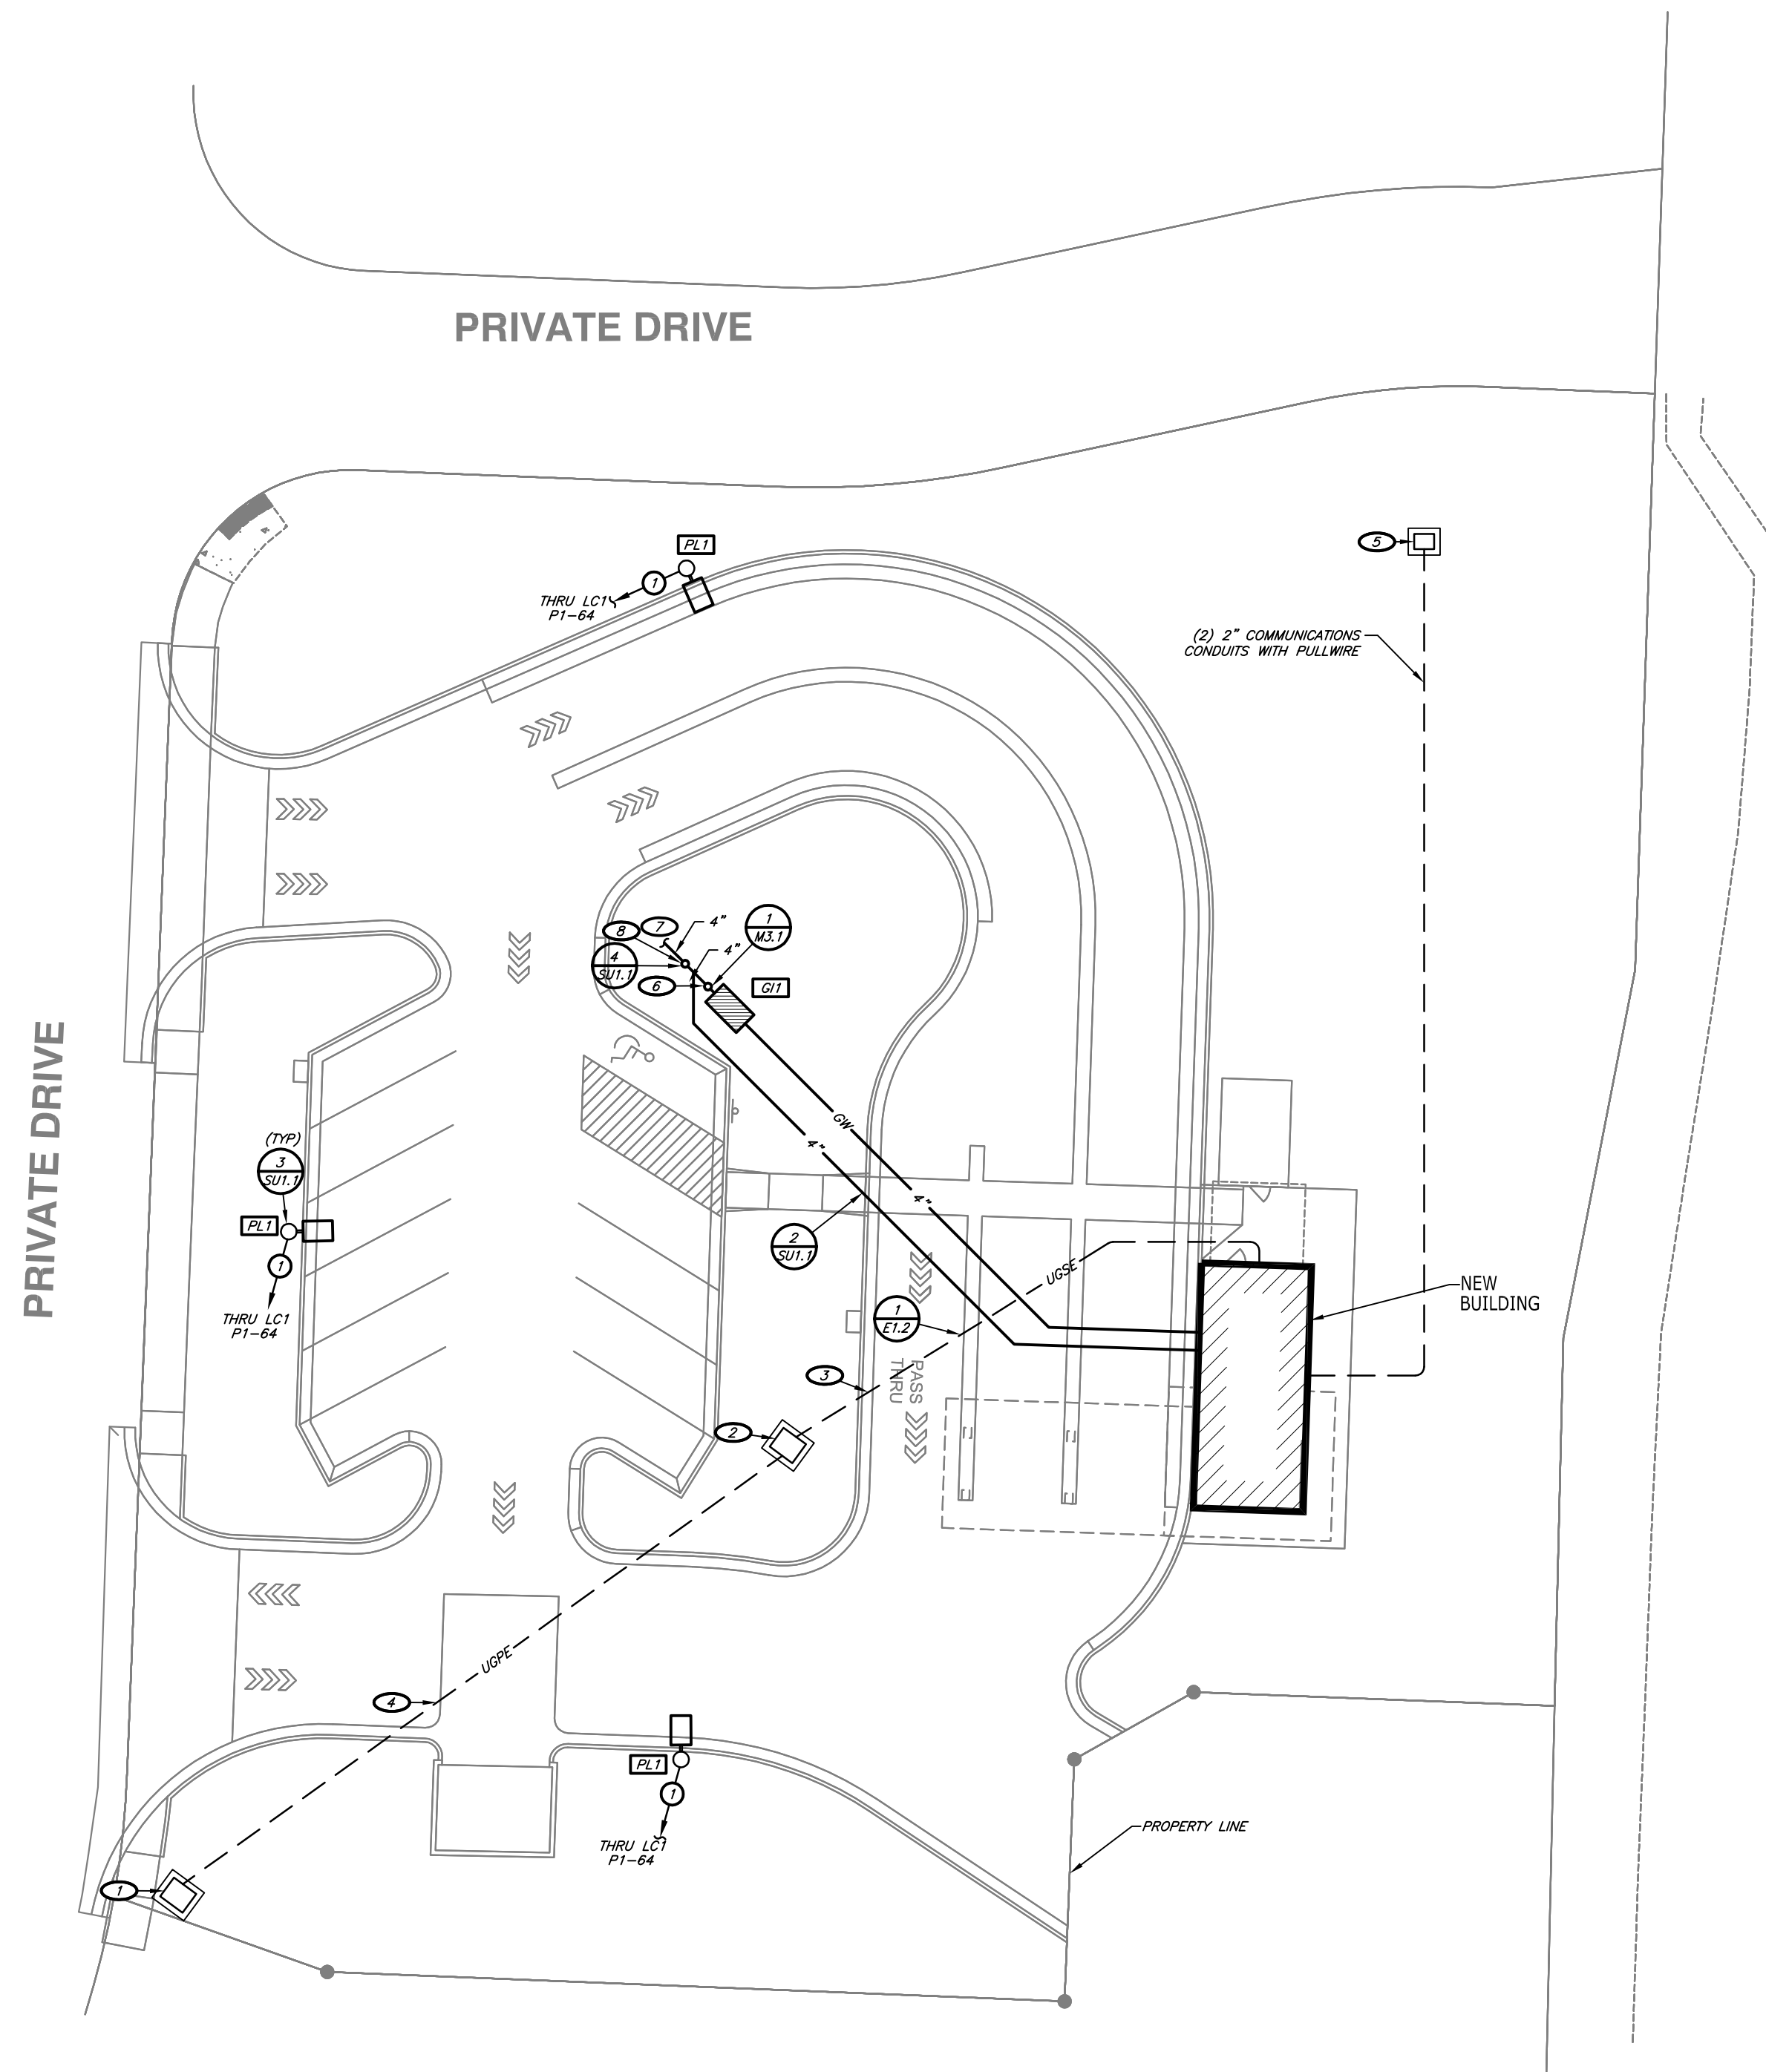 PRIVATE DRIVE
PL1
1
THRU LC1
P1-64
5
(2) 2" COMMUNICATIONS
CONDUITS WITH PULLWIRE
8
7
4"
1
M3.1
4"
4
SU1.1
6
GI1
PRIVATE DRIVE
(TYP)
3
SU1.1
PL1
1
THRU LC1
P1-64
GW
4"
4"
2
SU1.1
UGSE
NEW
BUILDING
1
E1.2
PASS
THRU
3
2
UGPE
4
PL1
1
THRU LC1
P1-64
PROPERTY LINE
1